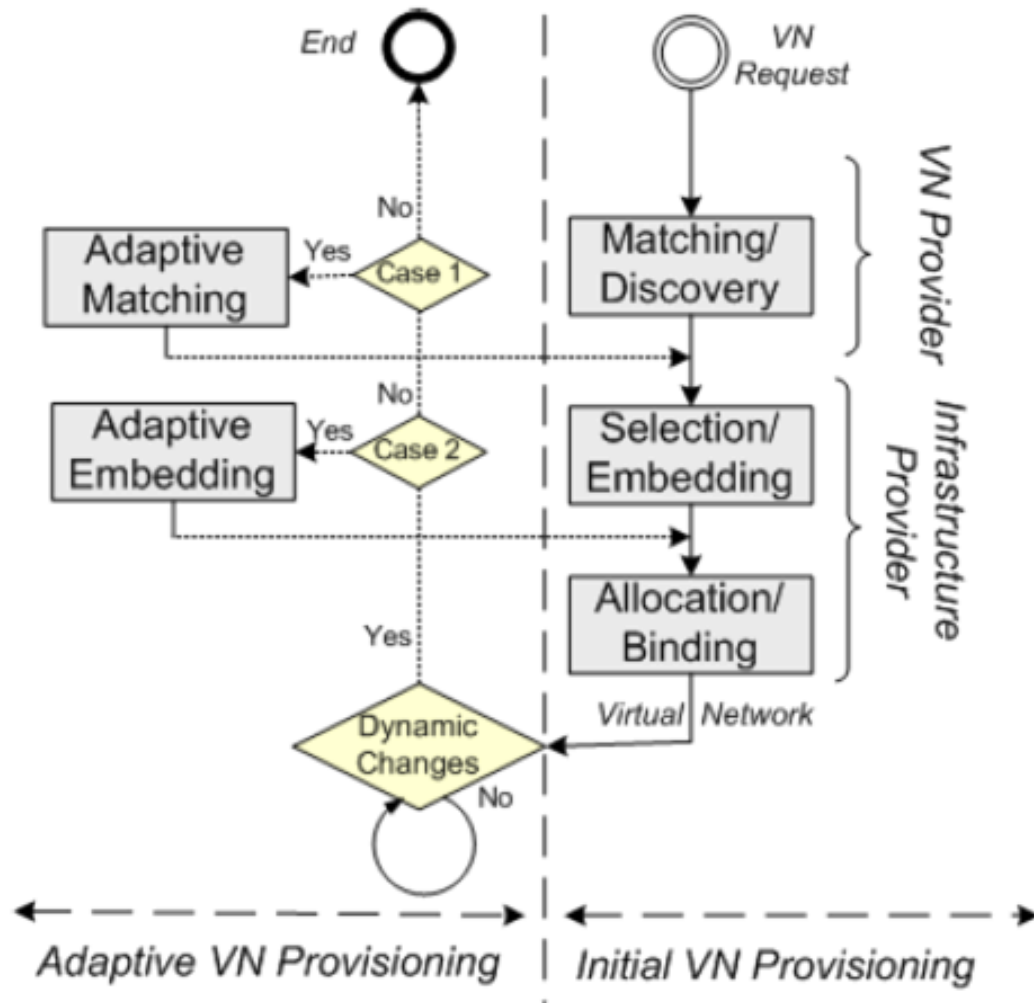 End
VN
Request
No
Yes
Case 1
Adaptive
Matching
Matching/
Discovery
VN Provider
No
Yes
Case 2
Adaptive
Embedding
Selection/
Embedding
Infrastructure
Provider
Allocation/
Binding
Yes
Virtual Network
Dynamic
Changes
No
Adaptive VN Provisioning
Initial VN Provisioning